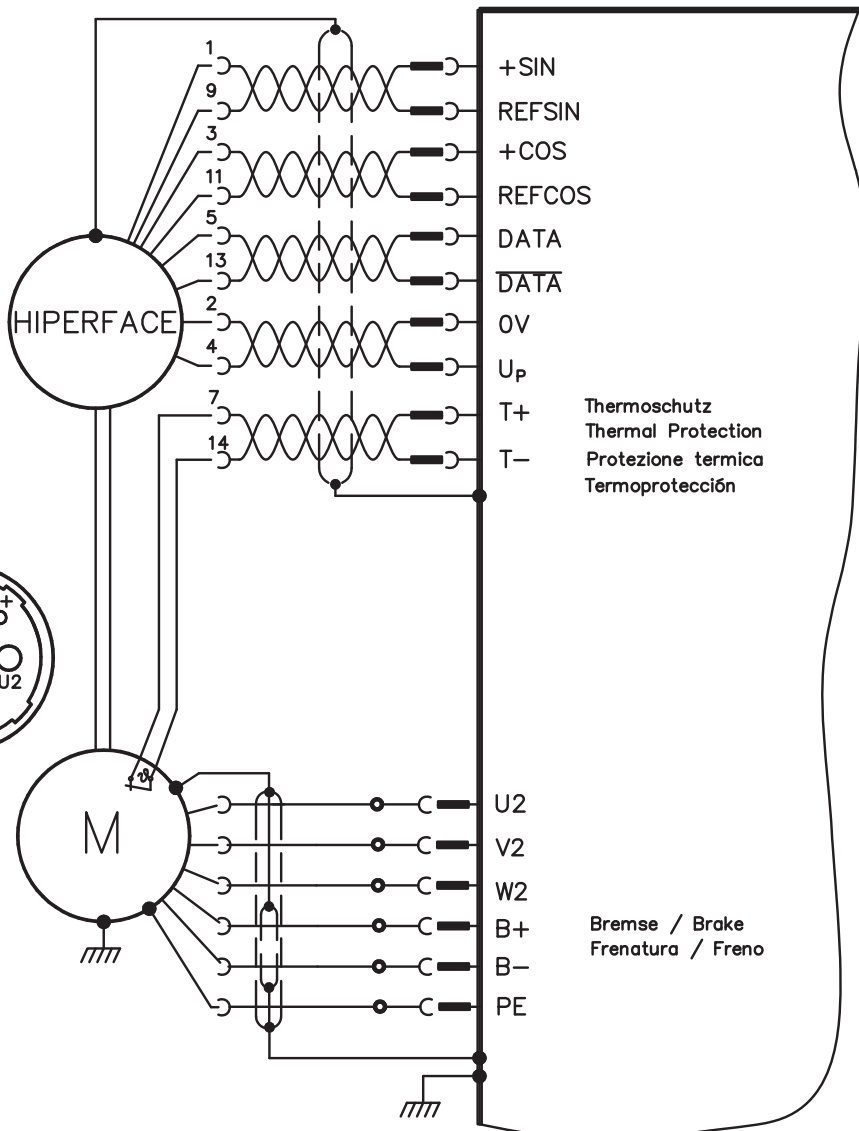 1 +SIN
9 REFSIN
3 +COS
11 REFCOS
5 DATA
13 D̅A̅T̅A̅
HIPERFACE
2 0V
4 UP
7 T+
14 T−
Thermoschutz
Thermal Protection
Protezione termica
Termoprotección
+
U2
ϑ
M
U2
V2
W2
B+
B−
PE
Bremse / Brake
Frenatura / Freno